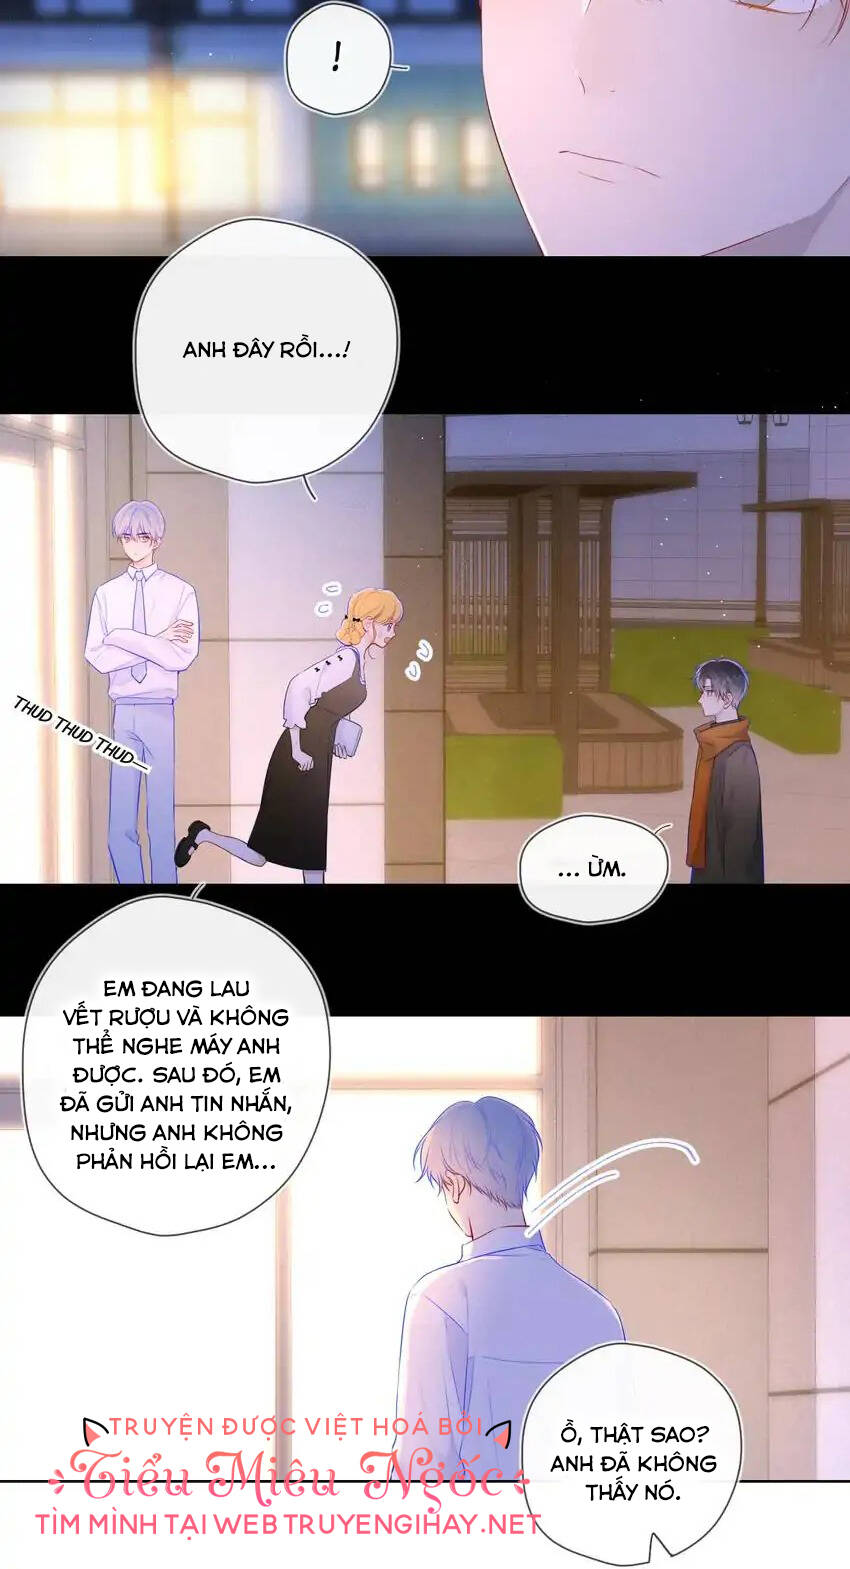 !
ANH ĐÂY RỒI...!
THUD THUD THUD—
... ỪM.
EM ĐANG LAU
VẾT RƯỢU VÀ KHÔNG
THỂ NGHE MÁY ANH
ĐƯỢC. SAU ĐÓ, EM
ĐÃ GỬI ANH TIN NHẮN,
NHƯNG ANH KHÔNG
PHẢN HỒI LẠI EM...
Ồ, THẬT SAO?
ANH ĐÃ KHÔNG
THẤY NÓ.
TRUYỆN ĐƯỢC VIỆT HOÁ BỞI
Tiểu Miêu Ngốc
TÌM MÌNH TẠI WEB TRUYENGIHAY.NET